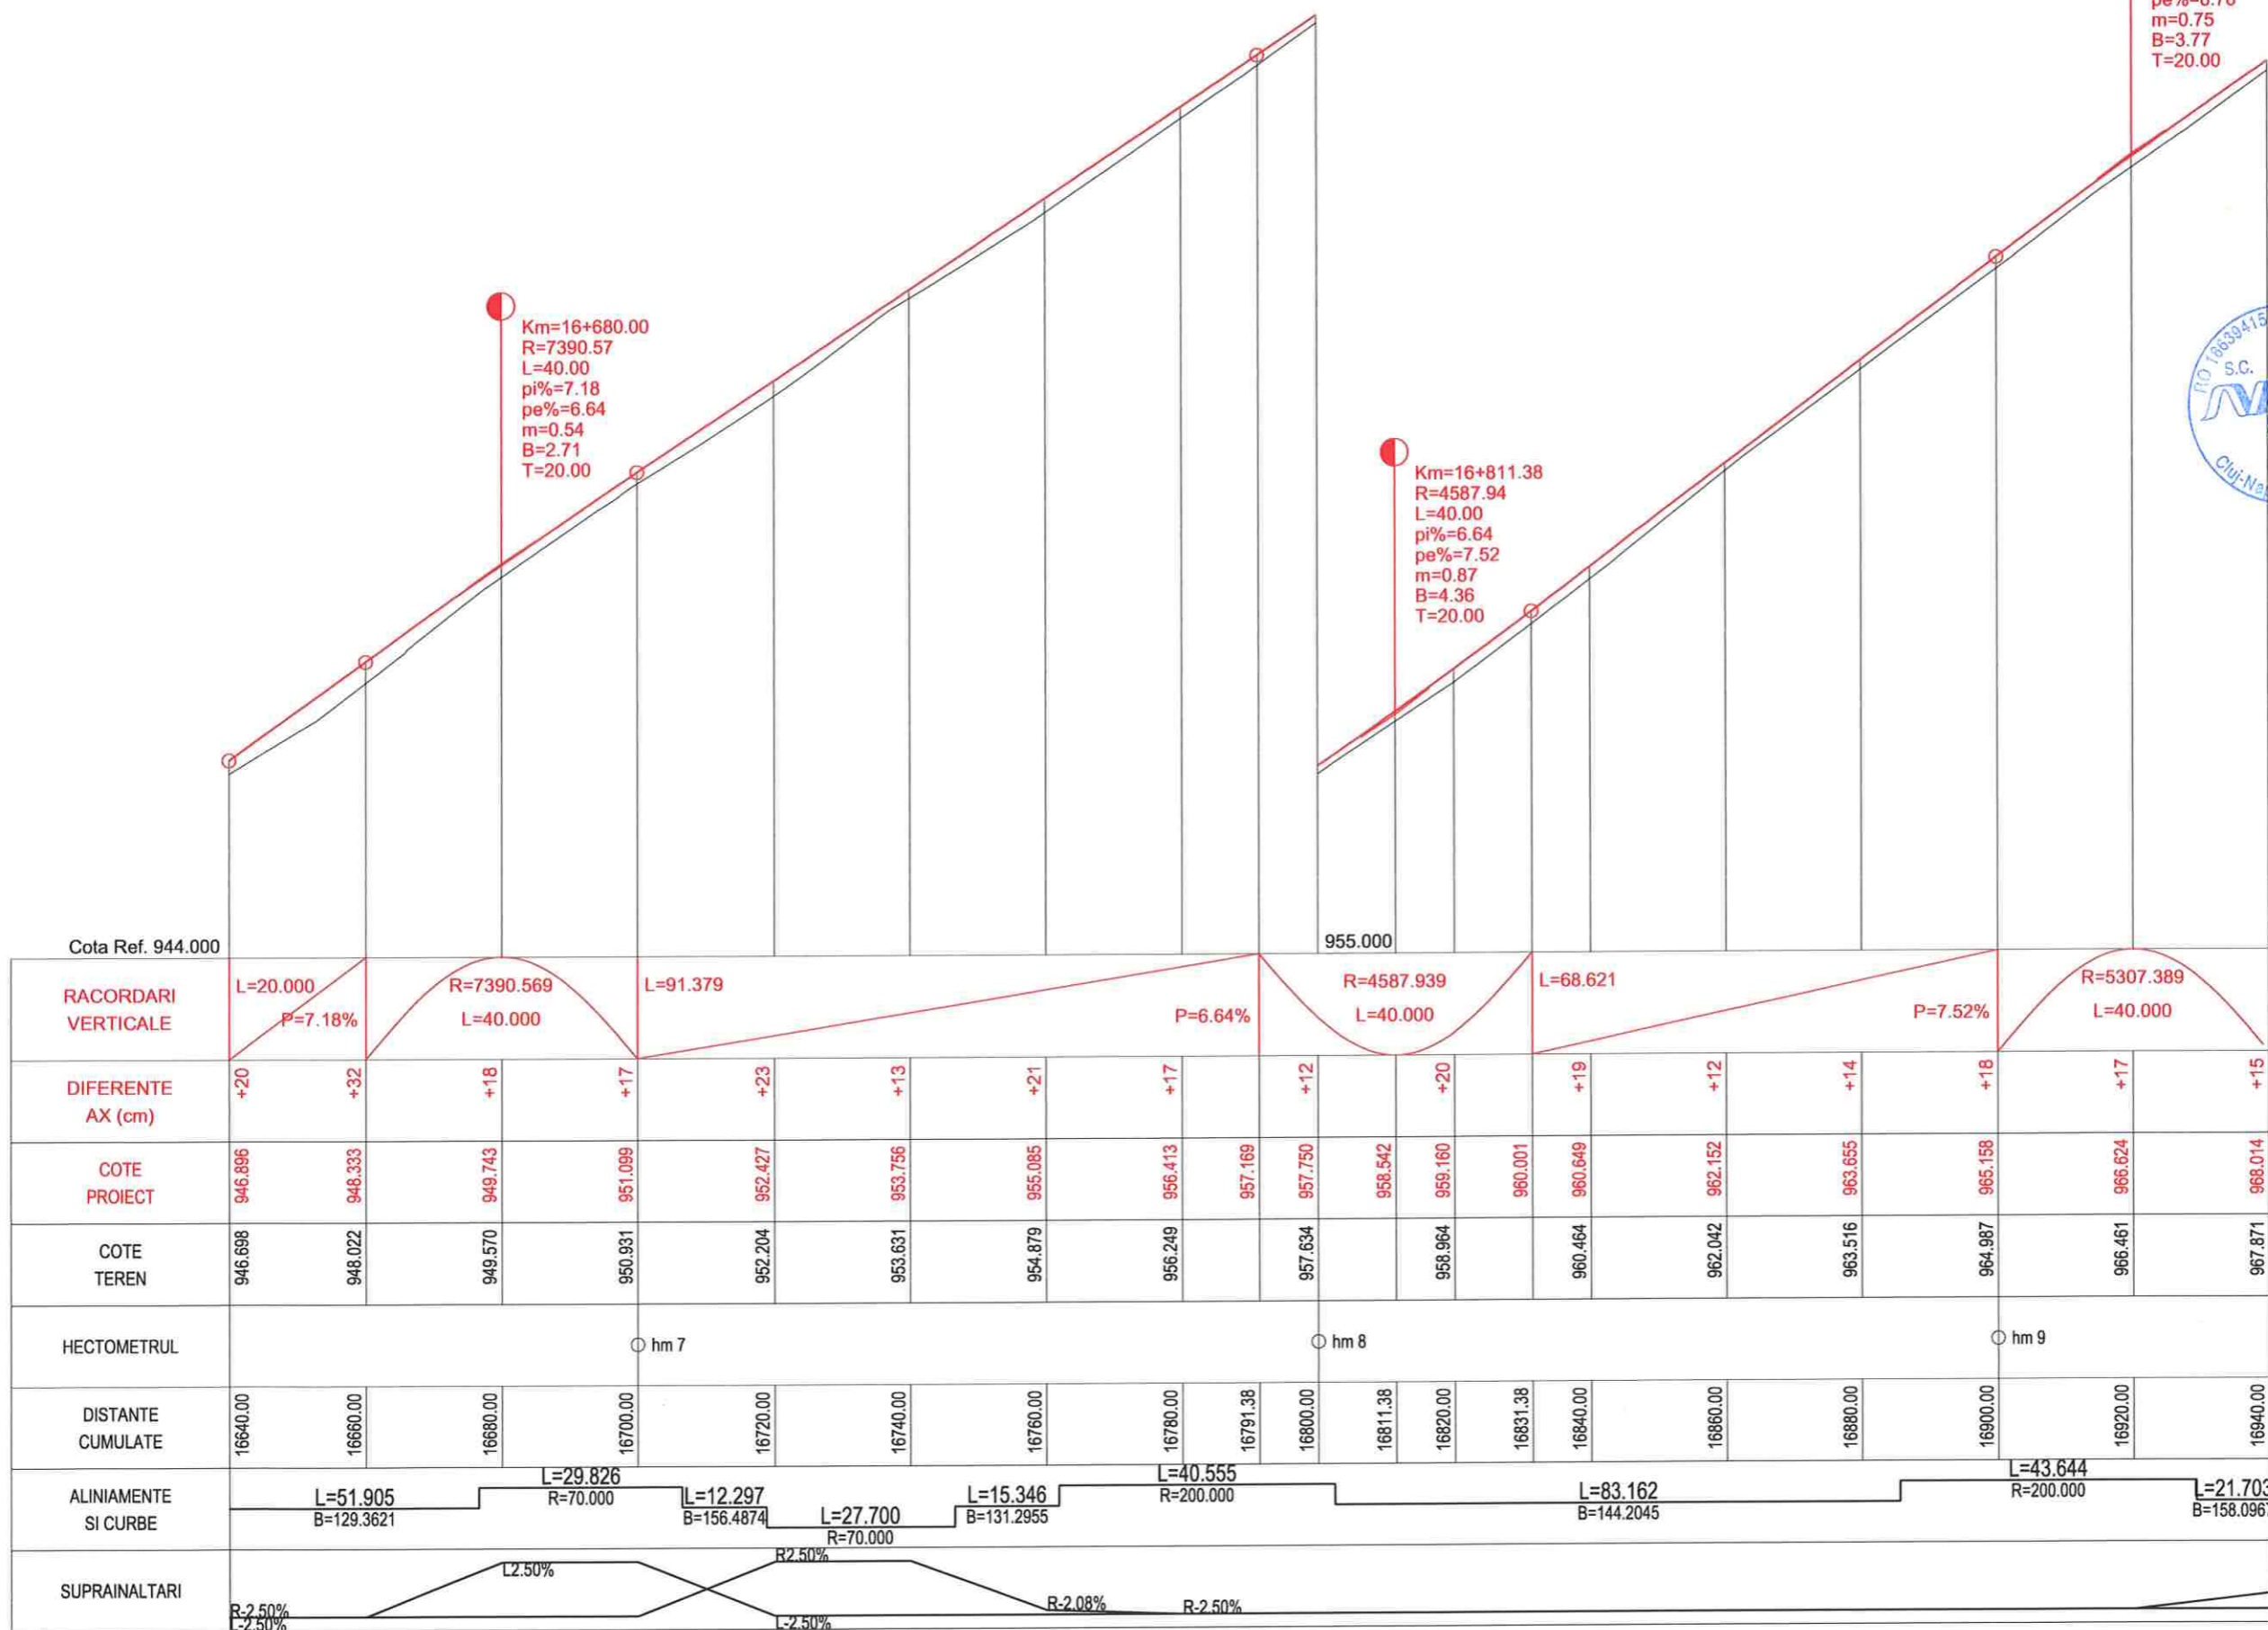 m=0.75
B=3.77
T=20.00
Km=16+680.00
R=7390.57
L=40.00
pi%=7.18
pe%=6.64
m=0.54
B=2.71
T=20.00
Km=16+811.38
R=4587.94
L=40.00
pi%=6.64
pe%=7.52
m=0.87
B=4.36
T=20.00
RO 16639415
S.C.
Cota Ref. 944.000
955.000
RACORDARI
VERTICALE
L=20.000
P=7.18%
R=7390.569
L=40.000
L=91.379
P=6.64%
R=4587.939
L=40.000
L=68.621
P=7.52%
R=5307.389
L=40.000
DIFERENTE
AX (cm)
+20 +32 +18 +17 +23 +13 +21 +17 +12 +20 +19 +12 +14 +18 +17 +15
COTE
PROIECT
946.896 948.333 949.743 951.099 952.427 953.756 955.085 956.413 957.169 957.750 958.542 959.160 960.001 960.649 962.152 963.655 965.158 966.624 968.014
COTE
TEREN
946.698 948.022 949.570 950.931 952.204 953.631 954.879 956.249 957.634 958.964 960.464 962.042 963.516 964.987 966.461 967.871
HECTOMETRUL
hm 7
hm 8
hm 9
DISTANTE
CUMULATE
16640.00 16660.00 16680.00 16700.00 16720.00 16740.00 16760.00 16780.00 16791.38 16800.00 16811.38 16820.00 16831.38 16840.00 16860.00 16880.00 16900.00 16920.00 16940.00
ALINIAMENTE
SI CURBE
L=51.905
B=129.3621
L=29.826
R=70.000
L=12.297
B=156.4874
L=27.700
R=70.000
L=15.346
B=131.2955
L=40.555
R=200.000
L=83.162
B=144.2045
L=43.644
R=200.000
L=21.703
B=158.096
SUPRAINALTARI
R-2.50%
L-2.50%
L2.50%
R2.50%
L-2.50%
R-2.08%
R-2.50%